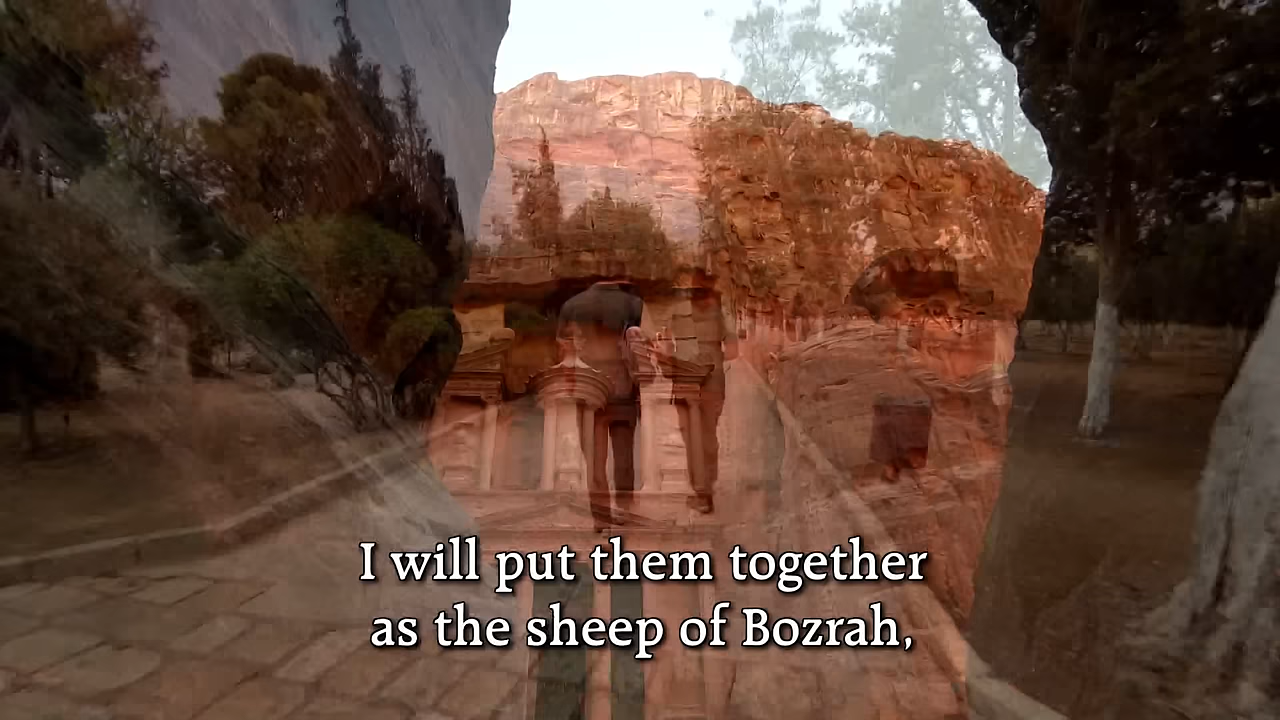 I will put them together
as the sheep of Bozrah,